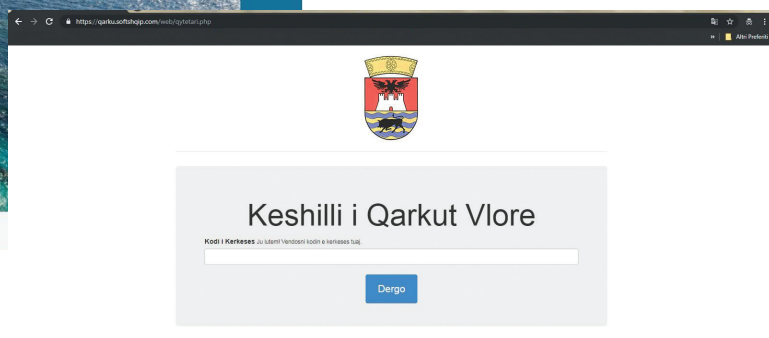 https://qarku.softshqip.com/web/qytetari.php
Altri Preferiti
Keshilli i Qarkut Vlore
Kodi i Kerkeses Ju lutem! Vendosni kodin e kerkeses tuaj.
Dergo